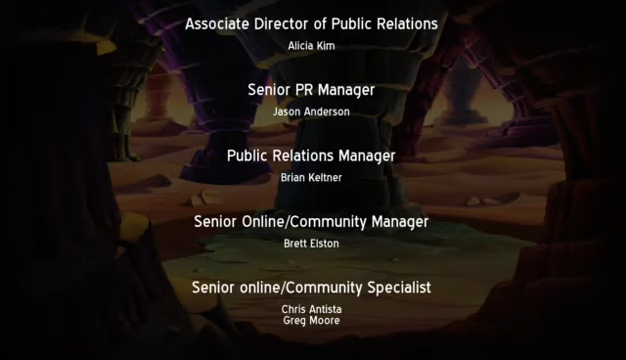 Associate Director of Public Relations
Alicia Kim
Senior PR Manager
Jason Anderson
Public Relations Manager
Brian Keltner
Senior Online/Community Manager
Brett Elston
Senior online/Community Specialist
Chris Antista
Greg Moore